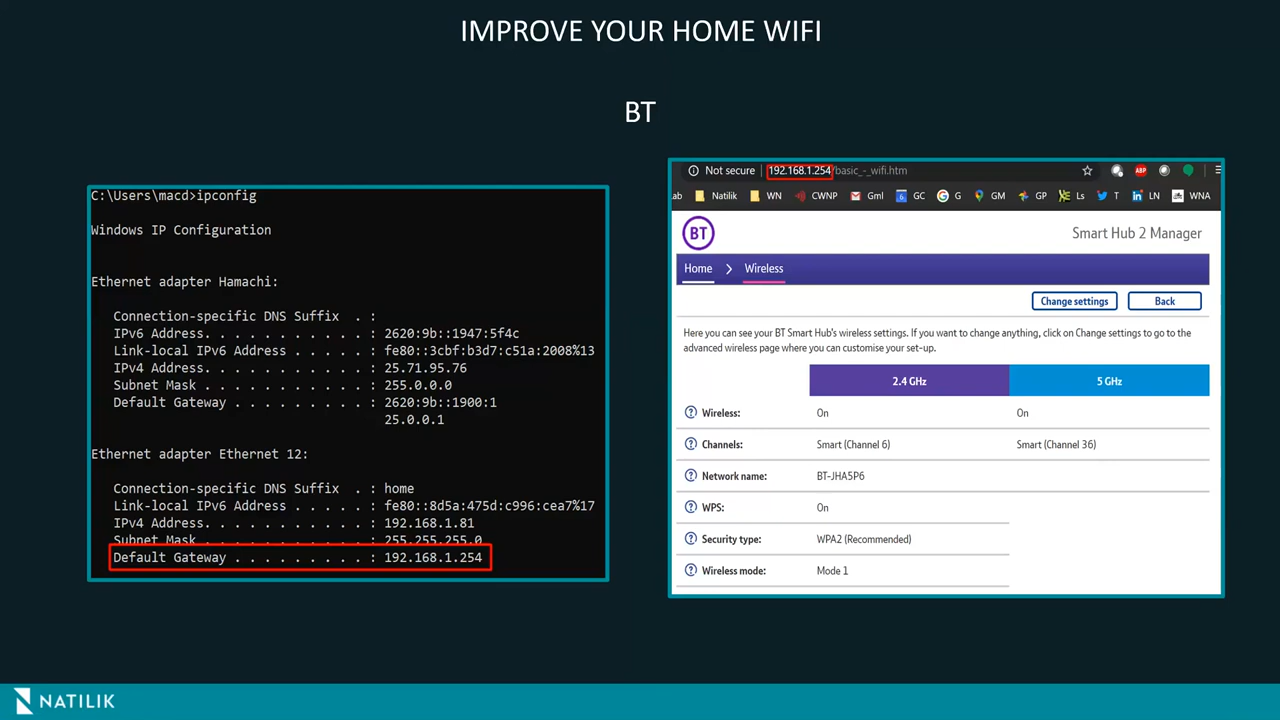 IMPROVE YOUR HOME WIFI
BT
C:\Users\macd>ipconfig
Windows IP Configuration
Ethernet adapter Hamachi:
Connection-specific DNS Suffix . :
IPv6 Address. . . . . . . . . . . : 2620:9b::1947:5f4c
Link-local IPv6 Address . . . . . : fe80::3cbf:b3d7:c51a:2008%13
IPv4 Address. . . . . . . . . . . : 25.71.95.76
Subnet Mask . . . . . . . . . . . : 255.0.0.0
Default Gateway . . . . . . . . . : 2620:9b::1900:1
25.0.0.1
Ethernet adapter Ethernet 12:
Connection-specific DNS Suffix . : home
Link-local IPv6 Address . . . . . : fe80::8d5a:475d:c996:cea7%17
IPv4 Address. . . . . . . . . . . : 192.168.1.81
Subnet Mask . . . . . . . . . . . : 255.255.255.0
Default Gateway . . . . . . . . . : 192.168.1.254
Not secure | 192.168.1.254/basic_-_wifi.htm ABP
ab Natilik WN CWNP Gml 6 GC G G GM GP Ls T in LN WNA
BT Smart Hub 2 Manager
Home > Wireless
Change settings Back
Here you can see your BT Smart Hub's wireless settings. If you want to change anything, click on Change settings to go to the
advanced wireless page where you can customise your set-up.
2.4 GHz 5 GHz
? Wireless: On On
? Channels: Smart (Channel 6) Smart (Channel 36)
? Network name: BT-JHA5P6
? WPS: On
? Security type: WPA2 (Recommended)
? Wireless mode: Mode 1
NATILIK